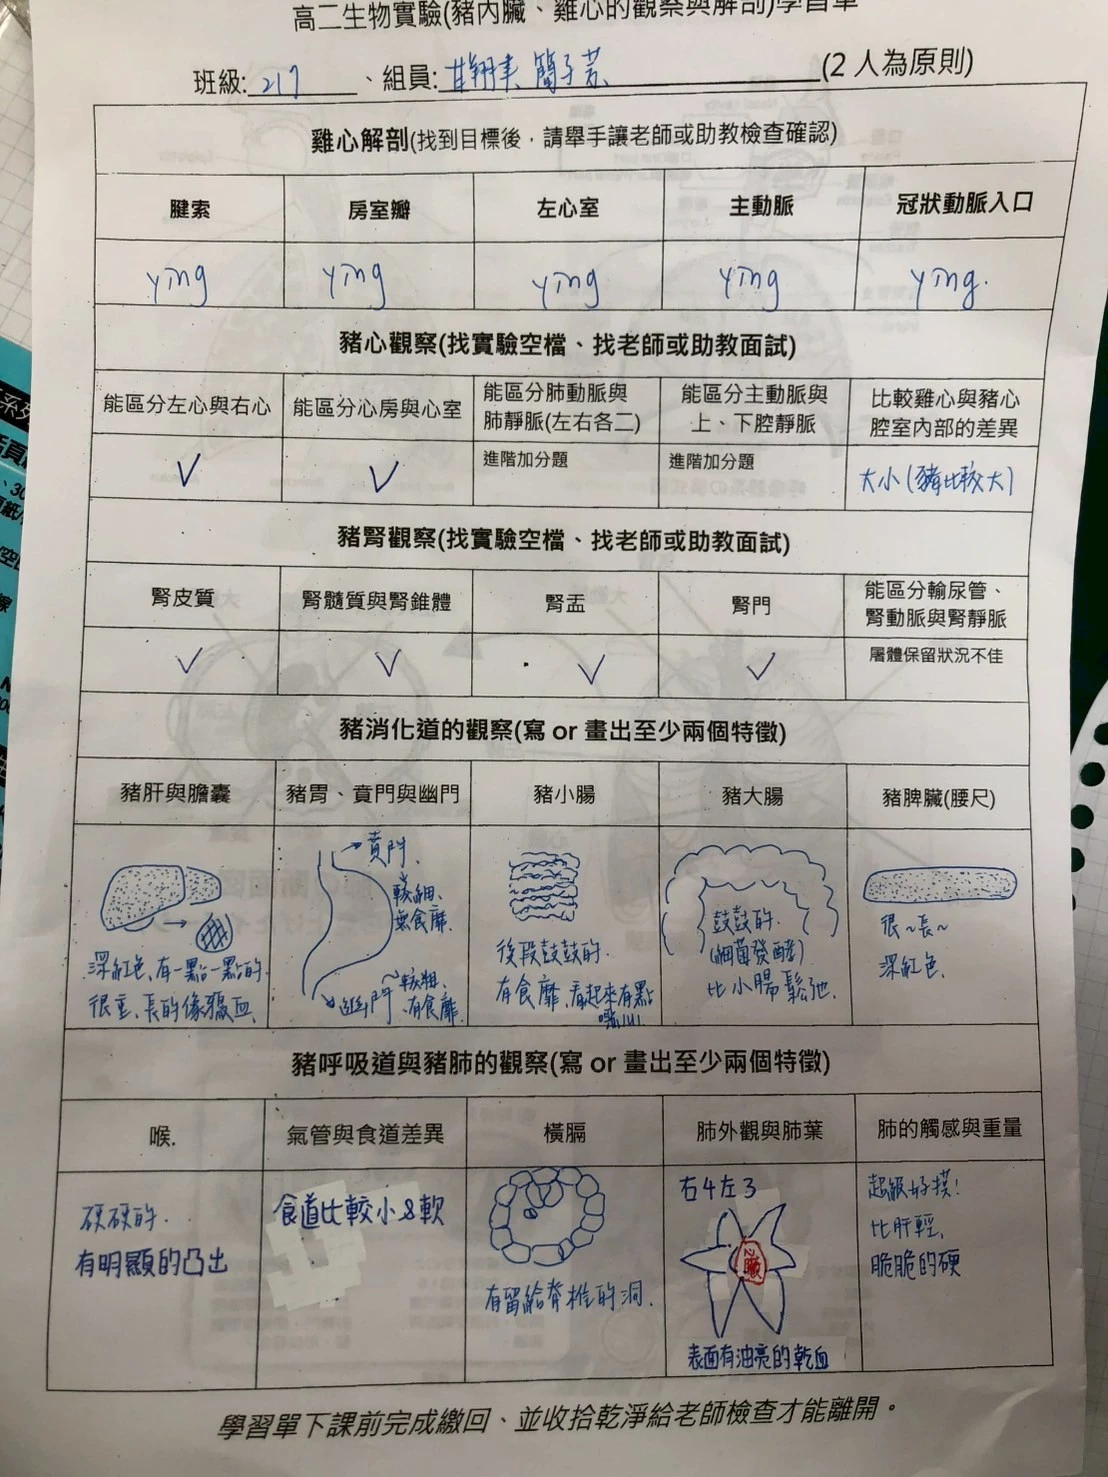 高二生物實驗(豬內臟、雞心的觀察與解剖)學習單
班級: 217 、組員: 甘翔 簡子芸 (2 人為原則)
雞心解剖(找到目標後，請舉手讓老師或助教檢查確認)
腱索 房室瓣 左心室 主動脈 冠狀動脈入口
ying ying ying ying ying.
豬心觀察(找實驗空檔、找老師或助教面試)
能區分左心與右心 能區分心房與心室 能區分肺動脈與 能區分主動脈與 比較雞心與豬心
肺靜脈(左右各二) 上、下腔靜脈 腔室內部的差異
✓ ✓ 進階加分題 進階加分題 大小(豬比較大)
豬腎觀察(找實驗空檔、找老師或助教面試)
腎皮質 腎髓質與腎錐體 腎盂 腎門 能區分輸尿管、
腎動脈與腎靜脈
✓ ✓ ✓ ✓ 屠體保留狀況不佳
豬消化道的觀察(寫 or 畫出至少兩個特徵)
豬肝與膽囊 豬胃、賁門與幽門 豬小腸 豬大腸 豬脾臟(腰尺)
深紅色、有一點一點的
很重、長的像豬血
賁門
較細、
無食糜.
幽門 較粗、
有食糜.
後段鼓鼓的.
有食糜,看起來有點
噁心
鼓鼓的.
(細菌發酵)
比小腸鬆弛.
很~長~
深紅色.
豬呼吸道與豬肺的觀察(寫 or 畫出至少兩個特徵)
喉. 氣管與食道差異 橫膈 肺外觀與肺葉 肺的觸感與重量
硬硬的.
有明顯的凸出
食道比較小&軟
有留給脊椎的洞.
右4左3
心臟
表面有油亮的乾血
超級好摸!
比肝輕,
脆脆的硬
學習單下課前完成繳回、並收拾乾淨給老師檢查才能離開。